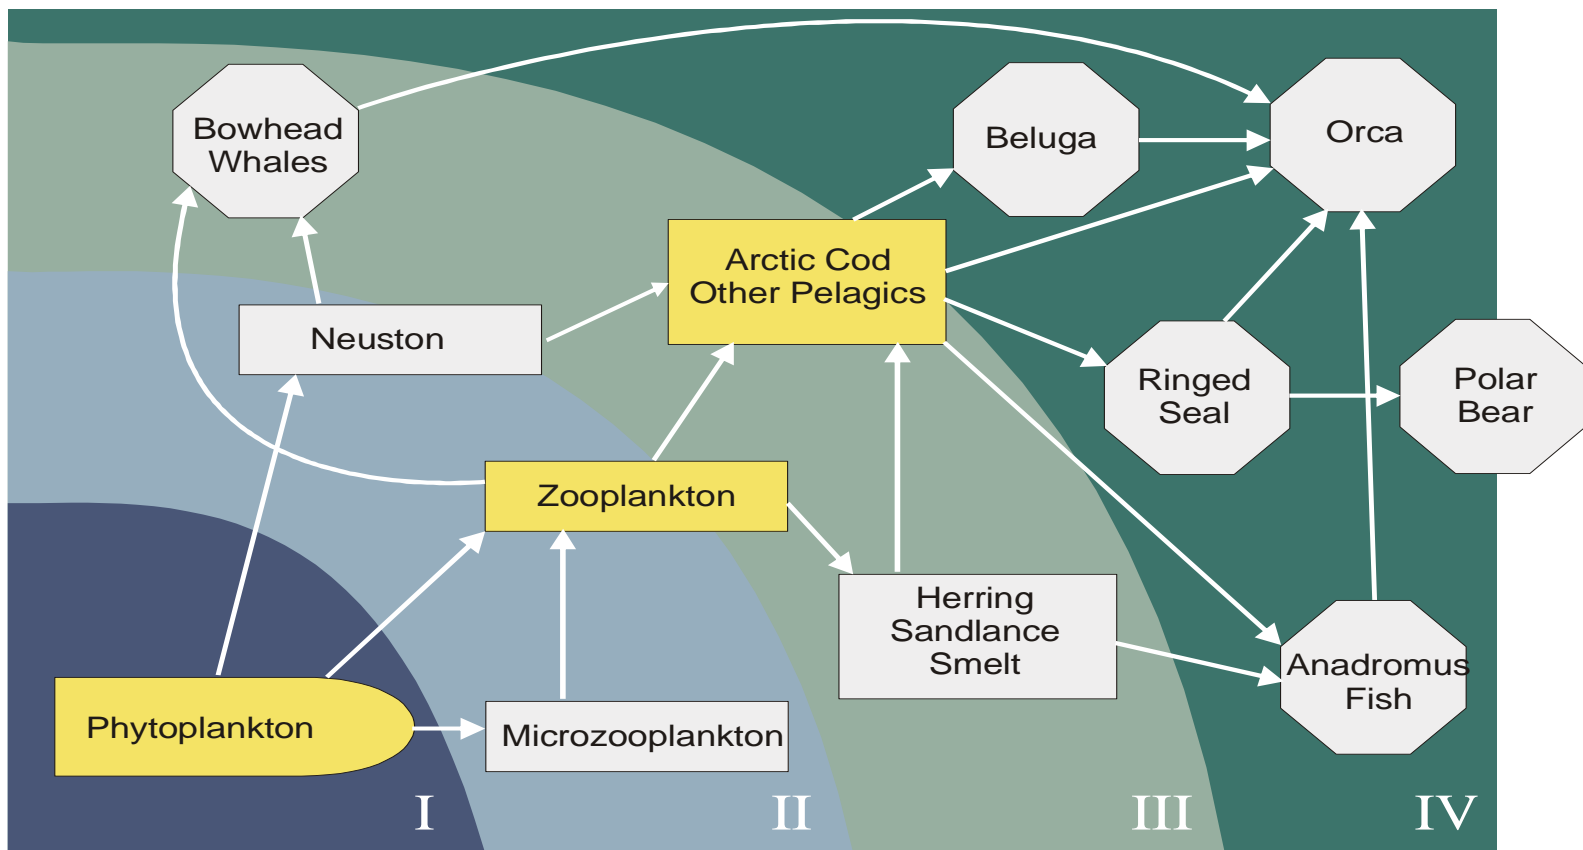 Bowhead
Whales
Beluga
Orca
Arctic Cod
Other Pelagics
Neuston
Ringed
Seal
Polar
Bear
Zooplankton
Herring
Sandlance
Smelt
Anadromus
Fish
Phytoplankton
Microzooplankton
I
II
III
IV